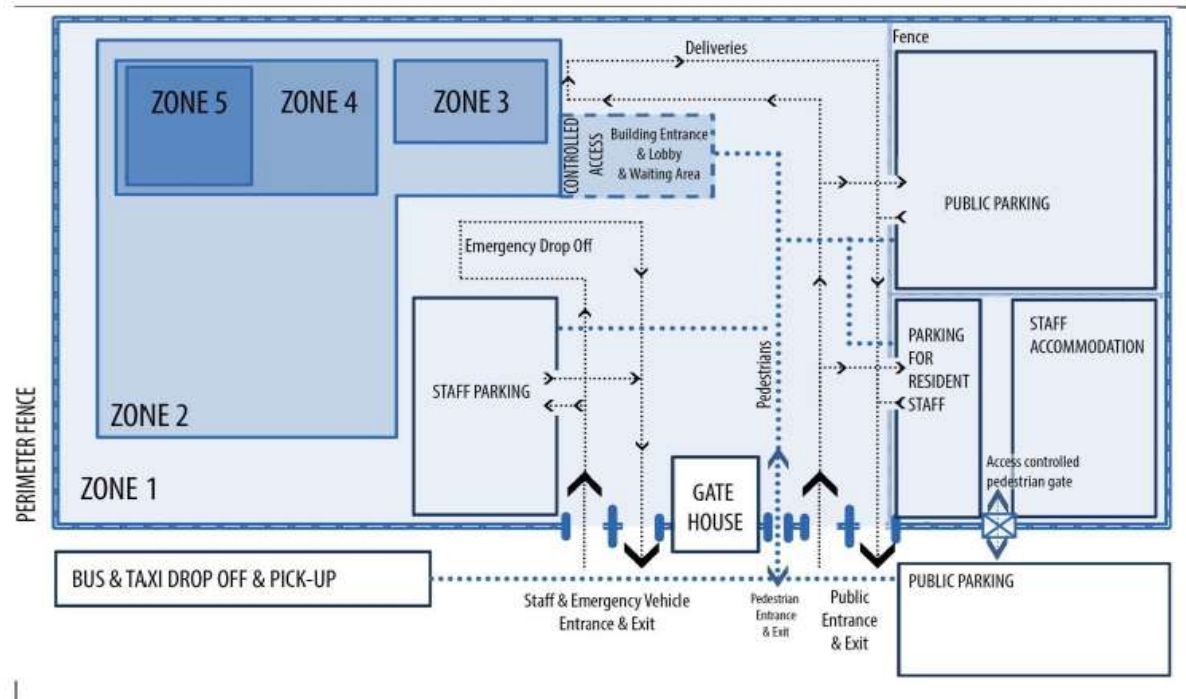 Deliveries
Fence
ZONE 5
ZONE 4
ZONE 3
CONTROLLED
ACCESS
Building Entrance
& Lobby
& Waiting Area
PUBLIC PARKING
Emergency Drop Off
PARKING
FOR
RESIDENT
STAFF
STAFF
ACCOMMODATION
STAFF PARKING
Pedestrians
ZONE 2
PERIMETER FENCE
ZONE 1
GATE
HOUSE
Access controlled
pedestrian gate
BUS & TAXI DROP OFF & PICK-UP
Staff & Emergency Vehicle
Entrance & Exit
Pedestrian
Entrance
& Exit
Public
Entrance
& Exit
PUBLIC PARKING